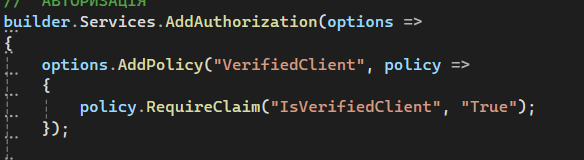 // АВТОРИЗАЦІЯ
builder.Services.AddAuthorization(options =>
{
    options.AddPolicy("VerifiedClient", policy =>
    {
        policy.RequireClaim("IsVerifiedClient", "True");
    });